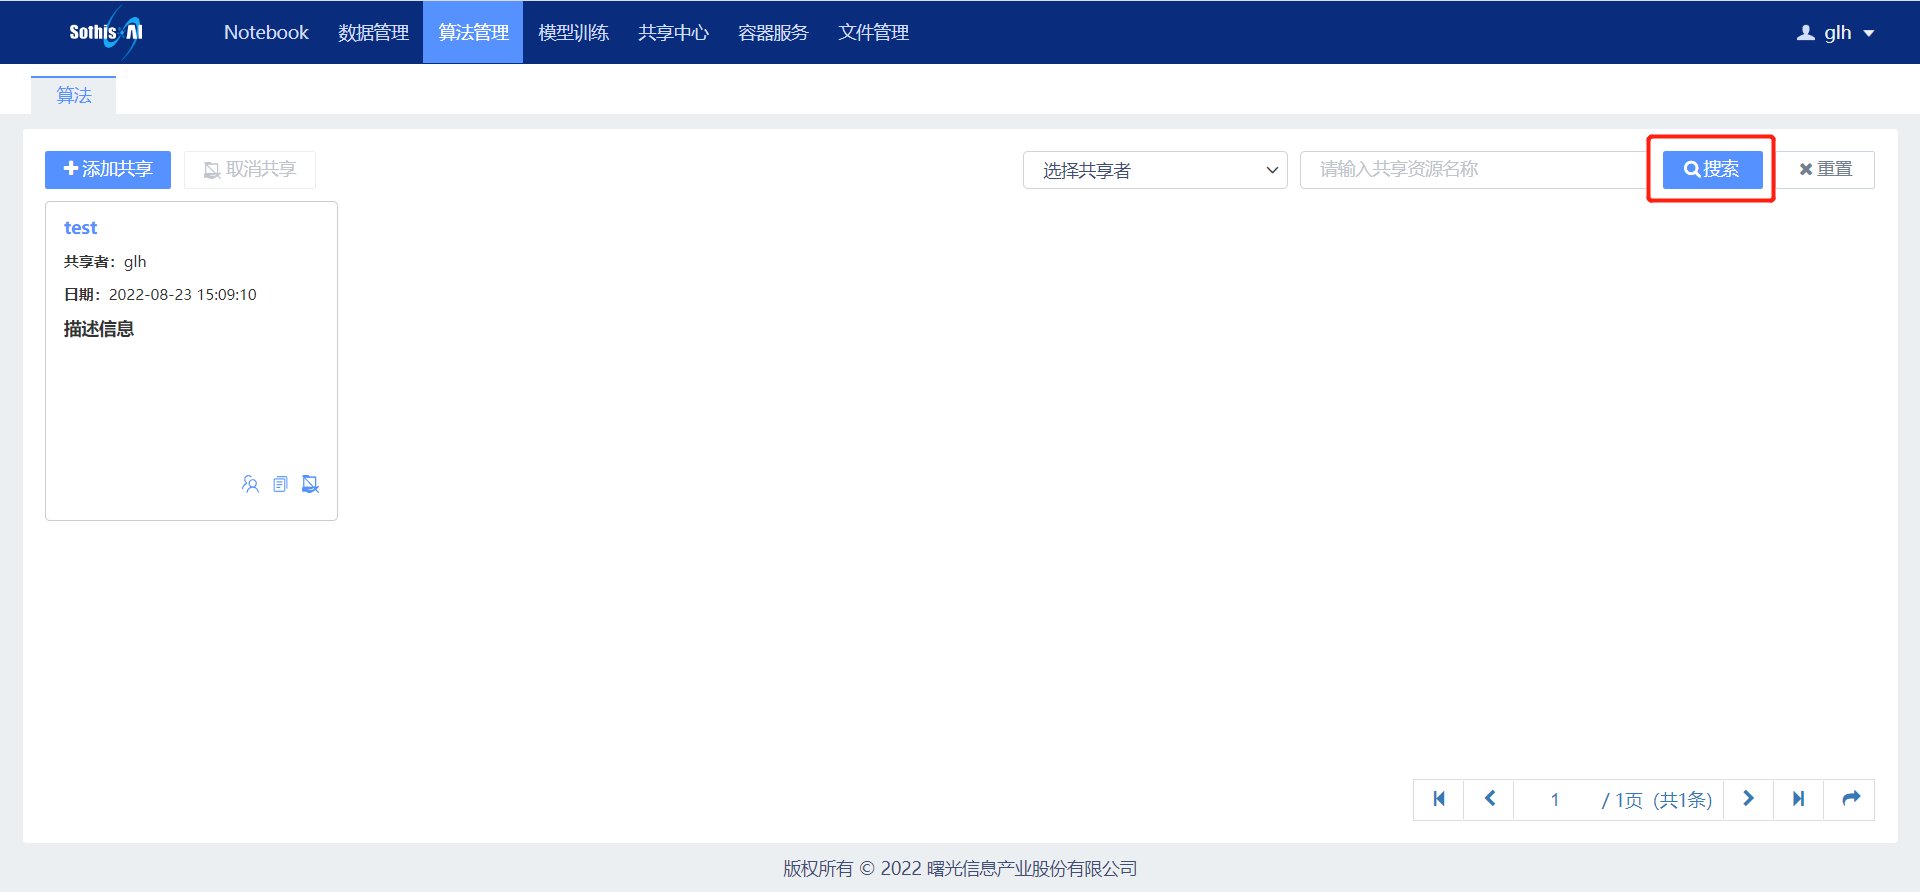 SothisAI Notebook 数据管理 算法管理 模型训练 共享中心 容器服务 文件管理 glh
算法
添加共享 取消共享 选择共享者 请输入共享资源名称 搜索 重置
test
共享者：glh
日期：2022-08-23 15:09:10
描述信息
1 / 1页 (共1条)
版权所有 © 2022 曙光信息产业股份有限公司